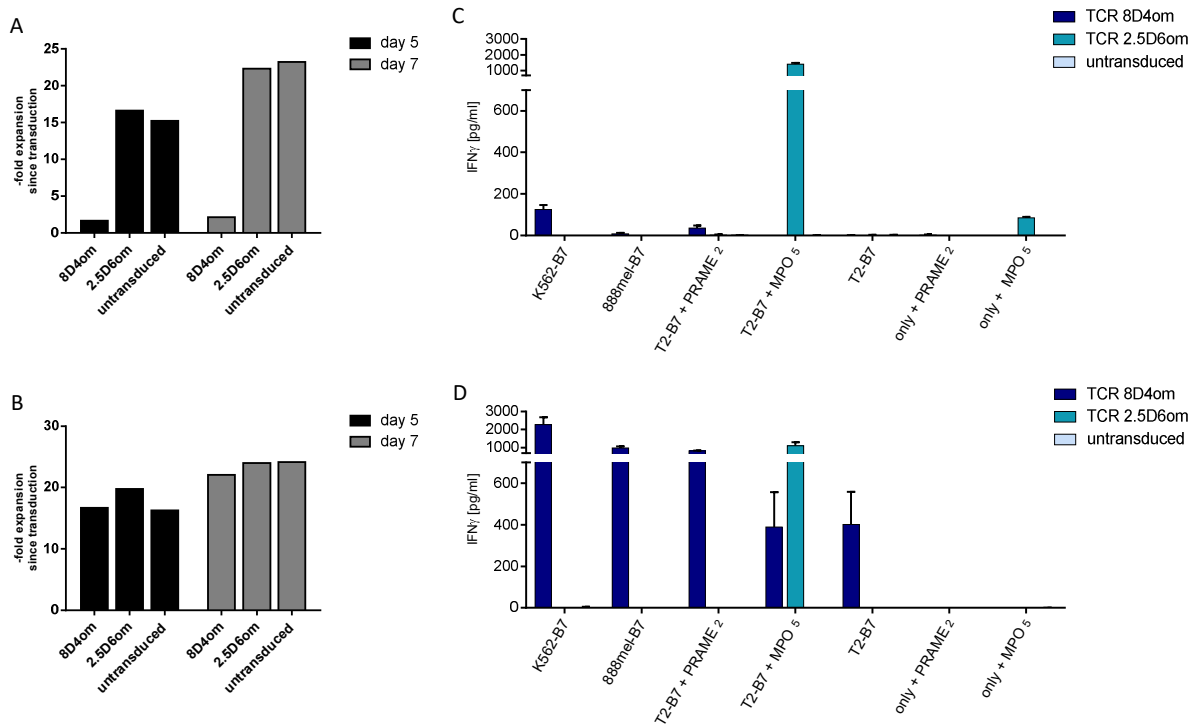 A
-fold expansion
since transduction
25
20
15
10
5
0
8D4om
2.5D6om
untransduced
8D4om
2.5D6om
untransduced
day 5
day 7
C
IFNγ [pg/ml]
3000
2000
1000
600
400
200
0
K562-B7
888mel-B7
T2-B7 + PRAME 2
T2-B7 + MPO 5
T2-B7
only + PRAME 2
only + MPO 5
TCR 8D4om
TCR 2.5D6om
untransduced
B
-fold expansion
since transduction
30
20
10
0
8D4om
2.5D6om
untransduced
8D4om
2.5D6om
untransduced
day 5
day 7
D
IFNγ [pg/ml]
3000
2000
1000
600
400
200
0
K562-B7
888mel-B7
T2-B7 + PRAME 2
T2-B7 + MPO 5
T2-B7
only + PRAME 2
only + MPO 5
TCR 8D4om
TCR 2.5D6om
untransduced